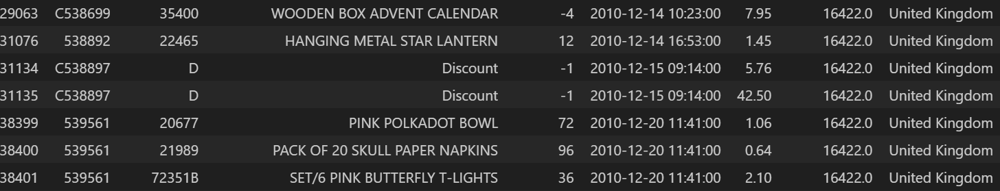 29063 C538699 35400 WOODEN BOX ADVENT CALENDAR -4 2010-12-14 10:23:00 7.95 16422.0 United Kingdom
31076 538892 22465 HANGING METAL STAR LANTERN 12 2010-12-14 16:53:00 1.45 16422.0 United Kingdom
31134 C538897 D Discount -1 2010-12-15 09:14:00 5.76 16422.0 United Kingdom
31135 C538897 D Discount -1 2010-12-15 09:14:00 42.50 16422.0 United Kingdom
38399 539561 20677 PINK POLKADOT BOWL 72 2010-12-20 11:41:00 1.06 16422.0 United Kingdom
38400 539561 21989 PACK OF 20 SKULL PAPER NAPKINS 96 2010-12-20 11:41:00 0.64 16422.0 United Kingdom
38401 539561 72351B SET/6 PINK BUTTERFLY T-LIGHTS 36 2010-12-20 11:41:00 2.10 16422.0 United Kingdom